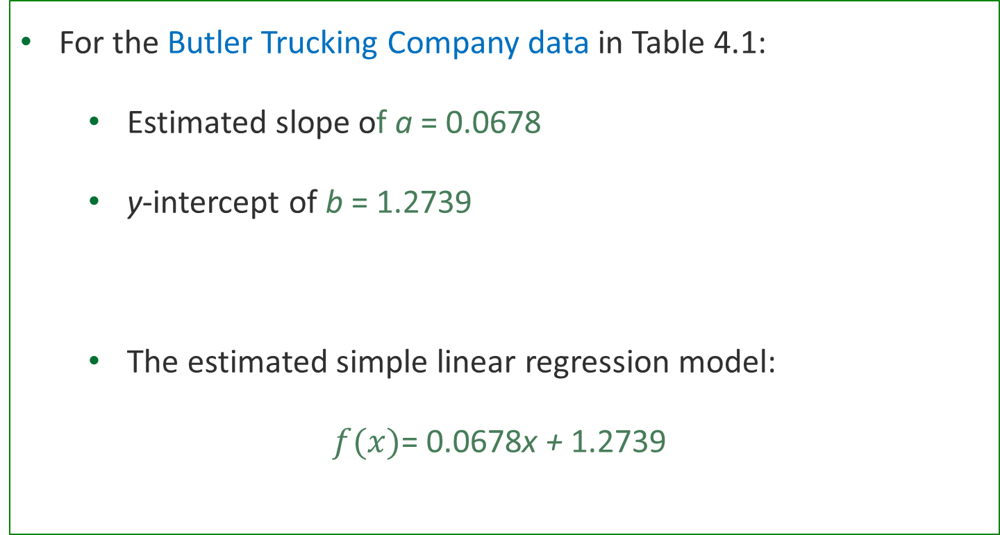 • For the Butler Trucking Company data in Table 4.1:
• Estimated slope of a = 0.0678
• y-intercept of b = 1.2739
• The estimated simple linear regression model:
f(x)= 0.0678x + 1.2739